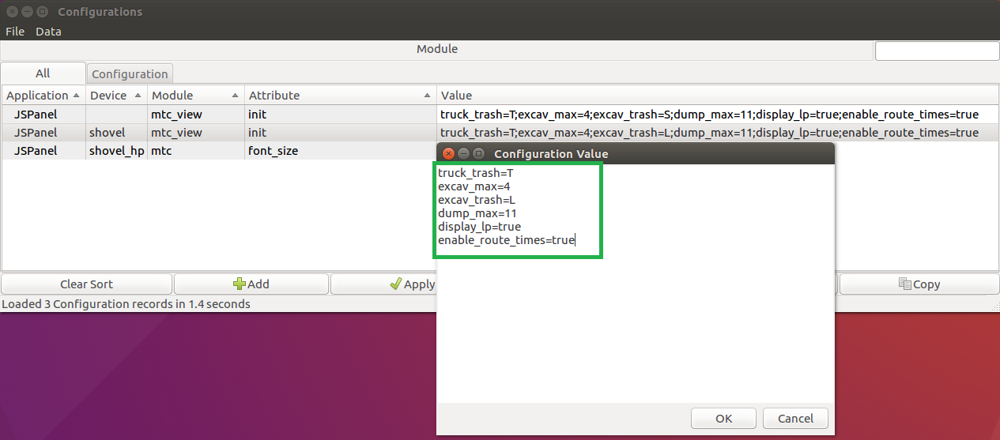 Configurations
File Data
Module
All Configuration
Application Device Module Attribute Value
JSPanel mtc_view init truck_trash=T;excav_max=4;excav_trash=S;dump_max=11;display_lp=true;enable_route_times=true
JSPanel shovel mtc_view init truck_trash=T;excav_max=4;excav_trash=L;dump_max=11;display_lp=true;enable_route_times=true
JSPanel shovel_hp mtc font_size
Configuration Value
truck_trash=T
excav_max=4
excav_trash=L
dump_max=11
display_lp=true
enable_route_times=true
OK Cancel
Clear Sort Add Apply Copy
Loaded 3 Configuration records in 1.4 seconds